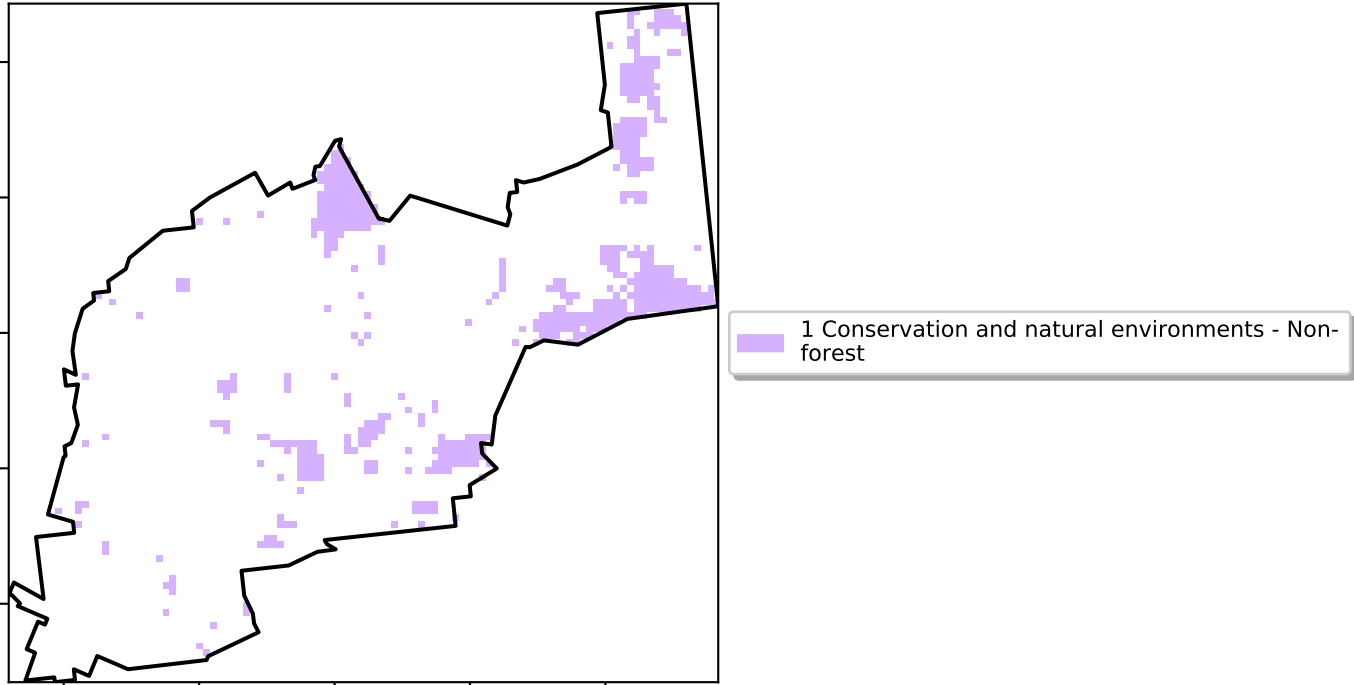 1 Conservation and natural environments - Non-
forest